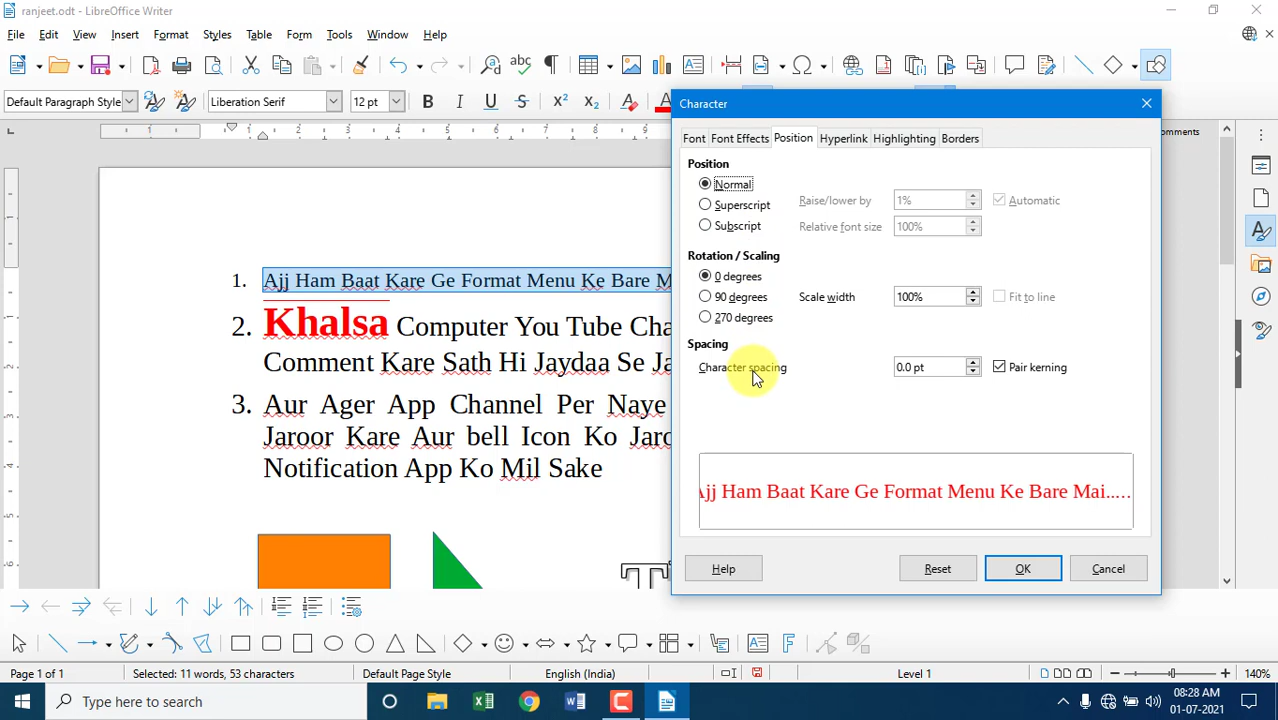 ranjeet.odt - LibreOffice Writer
File Edit View Insert Format Styles Table Form Tools Window Help
Default Paragraph Style Liberation Serif 12 pt
Character
Comments
Font Font Effects Position Hyperlink Highlighting Borders
Position
Normal
Superscript
Subscript
Raise/lower by 1% Automatic
Relative font size 100%
Rotation / Scaling
0 degrees
90 degrees
270 degrees
Scale width 100% Fit to line
Spacing
Character spacing 0.0 pt Pair kerning
Ajj Ham Baat Kare Ge Format Menu Ke Bare Mai.....
Help Reset OK Cancel
1. Ajj Ham Baat Kare Ge Format Menu Ke Bare M
2. Khalsa Computer You Tube Cha
Comment Kare Sath Hi Jaydaa Se Ja
3. Aur Ager App Channel Per Naye
Jaroor Kare Aur bell Icon Ko Jaro
Notification App Ko Mil Sake
Page 1 of 1 Selected: 11 words, 53 characters Default Page Style English (India) Level 1 140%
Type here to search
08:28 AM
01-07-2021